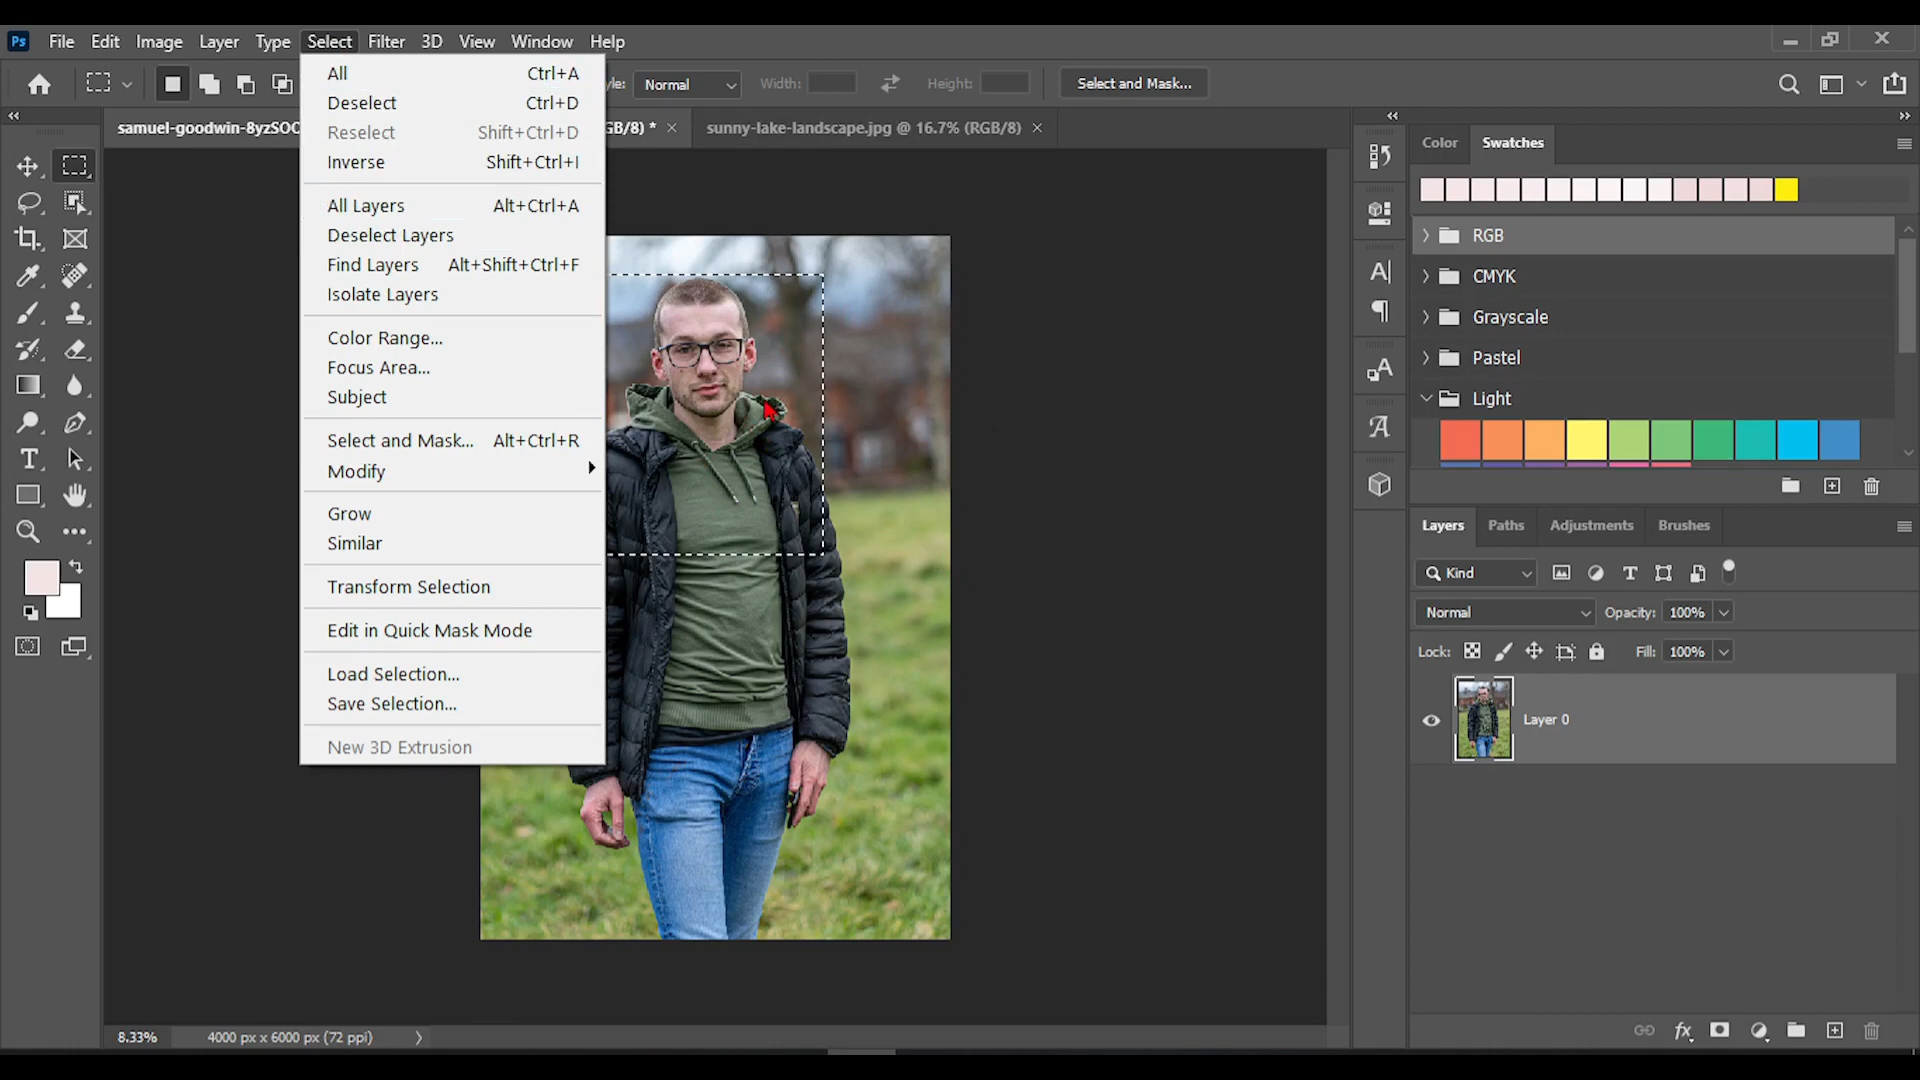 Ps File Edit Image Layer Type Select Filter 3D View Window Help
Normal Width: Height: Select and Mask...
samuel-goodwin-8yzSOC GB/8) * × sunny-lake-landscape.jpg @ 16.7% (RGB/8) ×
All Ctrl+A
Deselect Ctrl+D
Reselect Shift+Ctrl+D
Inverse Shift+Ctrl+I
All Layers Alt+Ctrl+A
Deselect Layers
Find Layers Alt+Shift+Ctrl+F
Isolate Layers
Color Range...
Focus Area...
Subject
Select and Mask... Alt+Ctrl+R
Modify
Grow
Similar
Transform Selection
Edit in Quick Mask Mode
Load Selection...
Save Selection...
New 3D Extrusion
Color Swatches
RGB
CMYK
Grayscale
Pastel
Light
Layers Paths Adjustments Brushes
Kind
Normal Opacity: 100%
Lock: Fill: 100%
Layer 0
8.33% 4000 px x 6000 px (72 ppi)